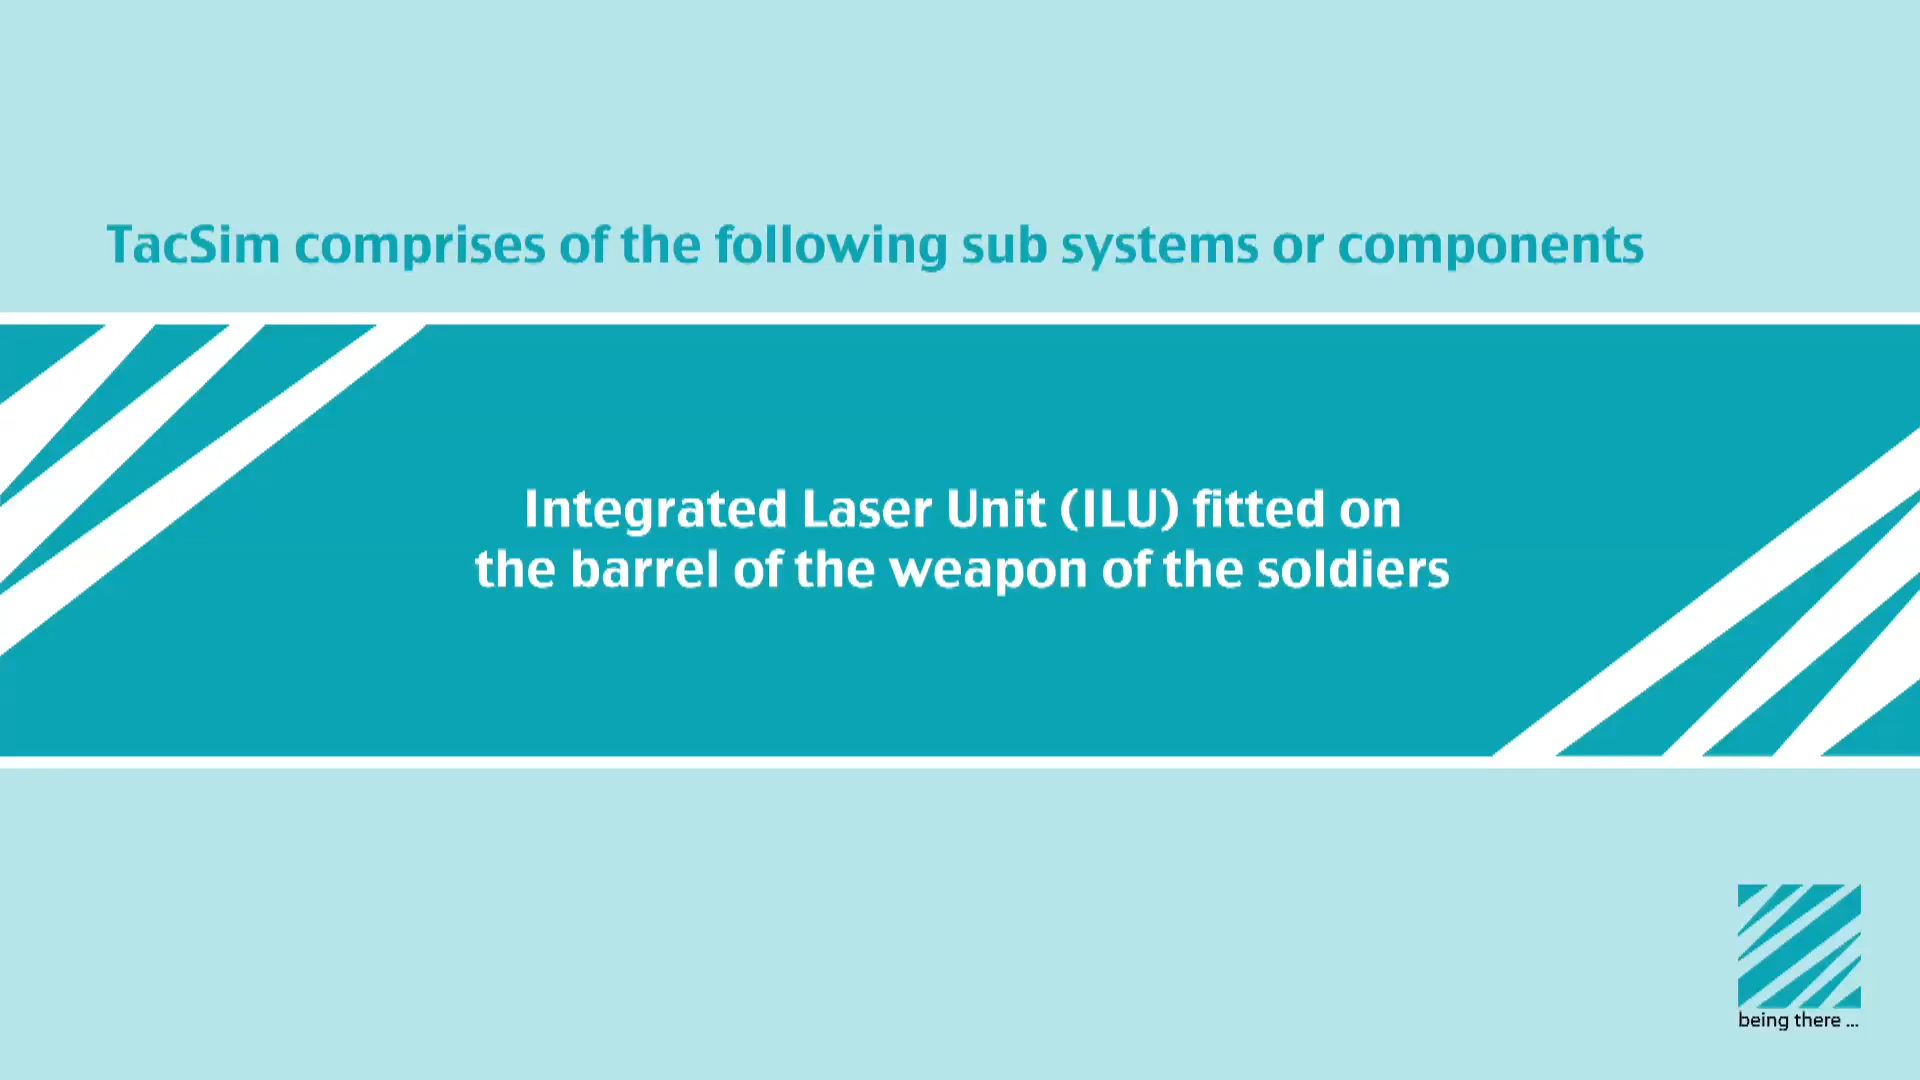 TacSim comprises of the following sub systems or components
Integrated Laser Unit (ILU) fitted on
the barrel of the weapon of the soldiers
being there ...